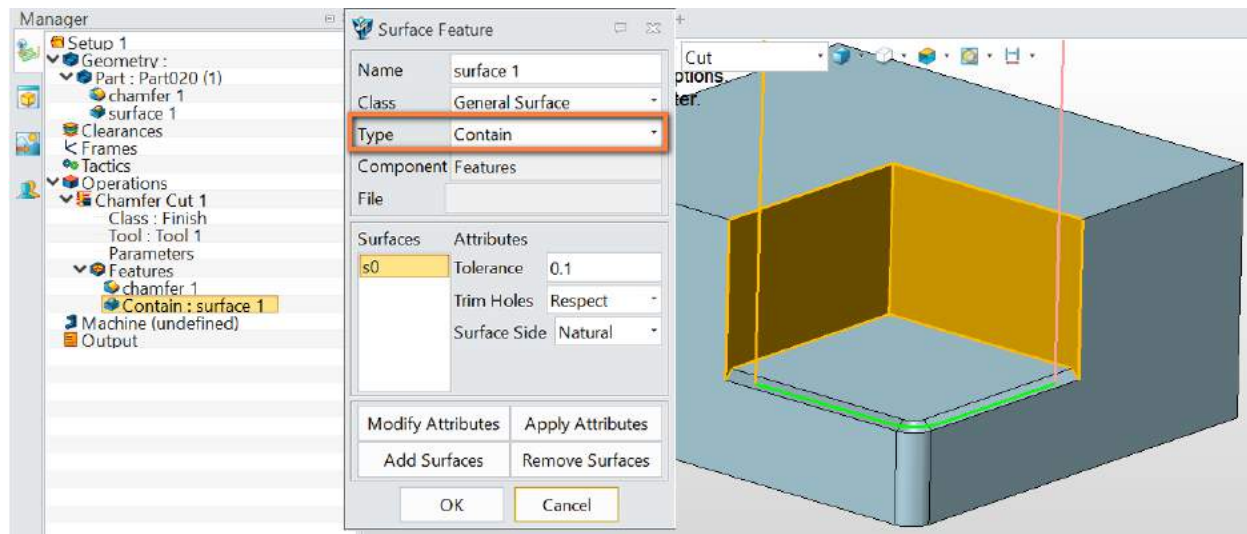 Manager
Setup 1
Geometry :
Part : Part020 (1)
chamfer 1
surface 1
Clearances
Frames
Tactics
Operations
Chamfer Cut 1
Class : Finish
Tool : Tool 1
Parameters
Features
chamfer 1
Contain : surface 1
Machine (undefined)
Output
Surface Feature
Name surface 1
Class General Surface
Type Contain
Component Features
File
Surfaces Attributes
s0 Tolerance 0.1
Trim Holes Respect
Surface Side Natural
Modify Attributes Apply Attributes
Add Surfaces Remove Surfaces
OK Cancel
Cut
ptions.
ter.